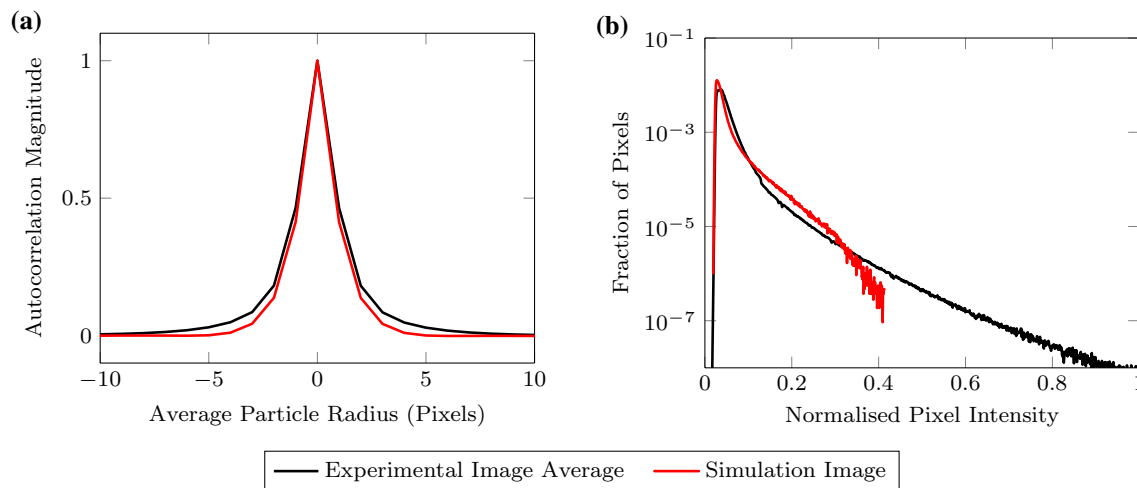 (a)
1
0.5
0
−10
−5
0
5
10
Autocorrelation Magnitude
Average Particle Radius (Pixels)
(b)
10−1
10−3
10−5
10−7
0
0.2
0.4
0.6
0.8
1
Fraction of Pixels
Normalised Pixel Intensity
Experimental Image Average
Simulation Image